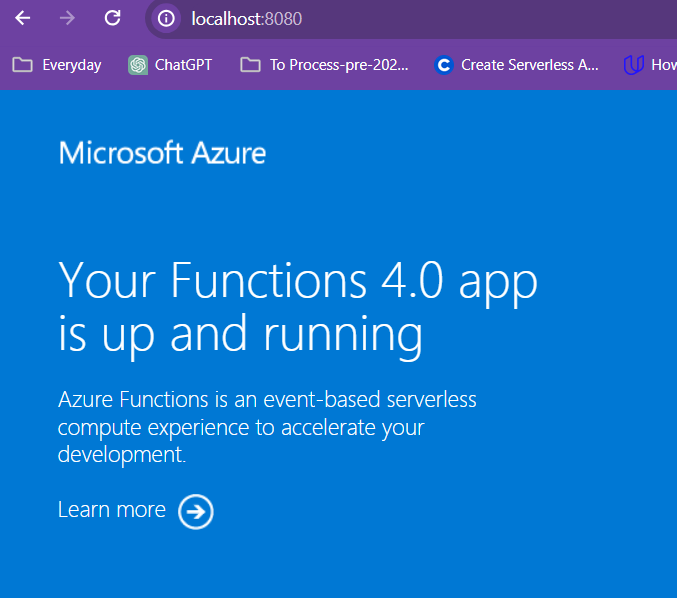 localhost:8080
Everyday ChatGPT To Process-pre-202... Create Serverless A... How
Microsoft Azure
Your Functions 4.0 app
is up and running
Azure Functions is an event-based serverless
compute experience to accelerate your
development.
Learn more